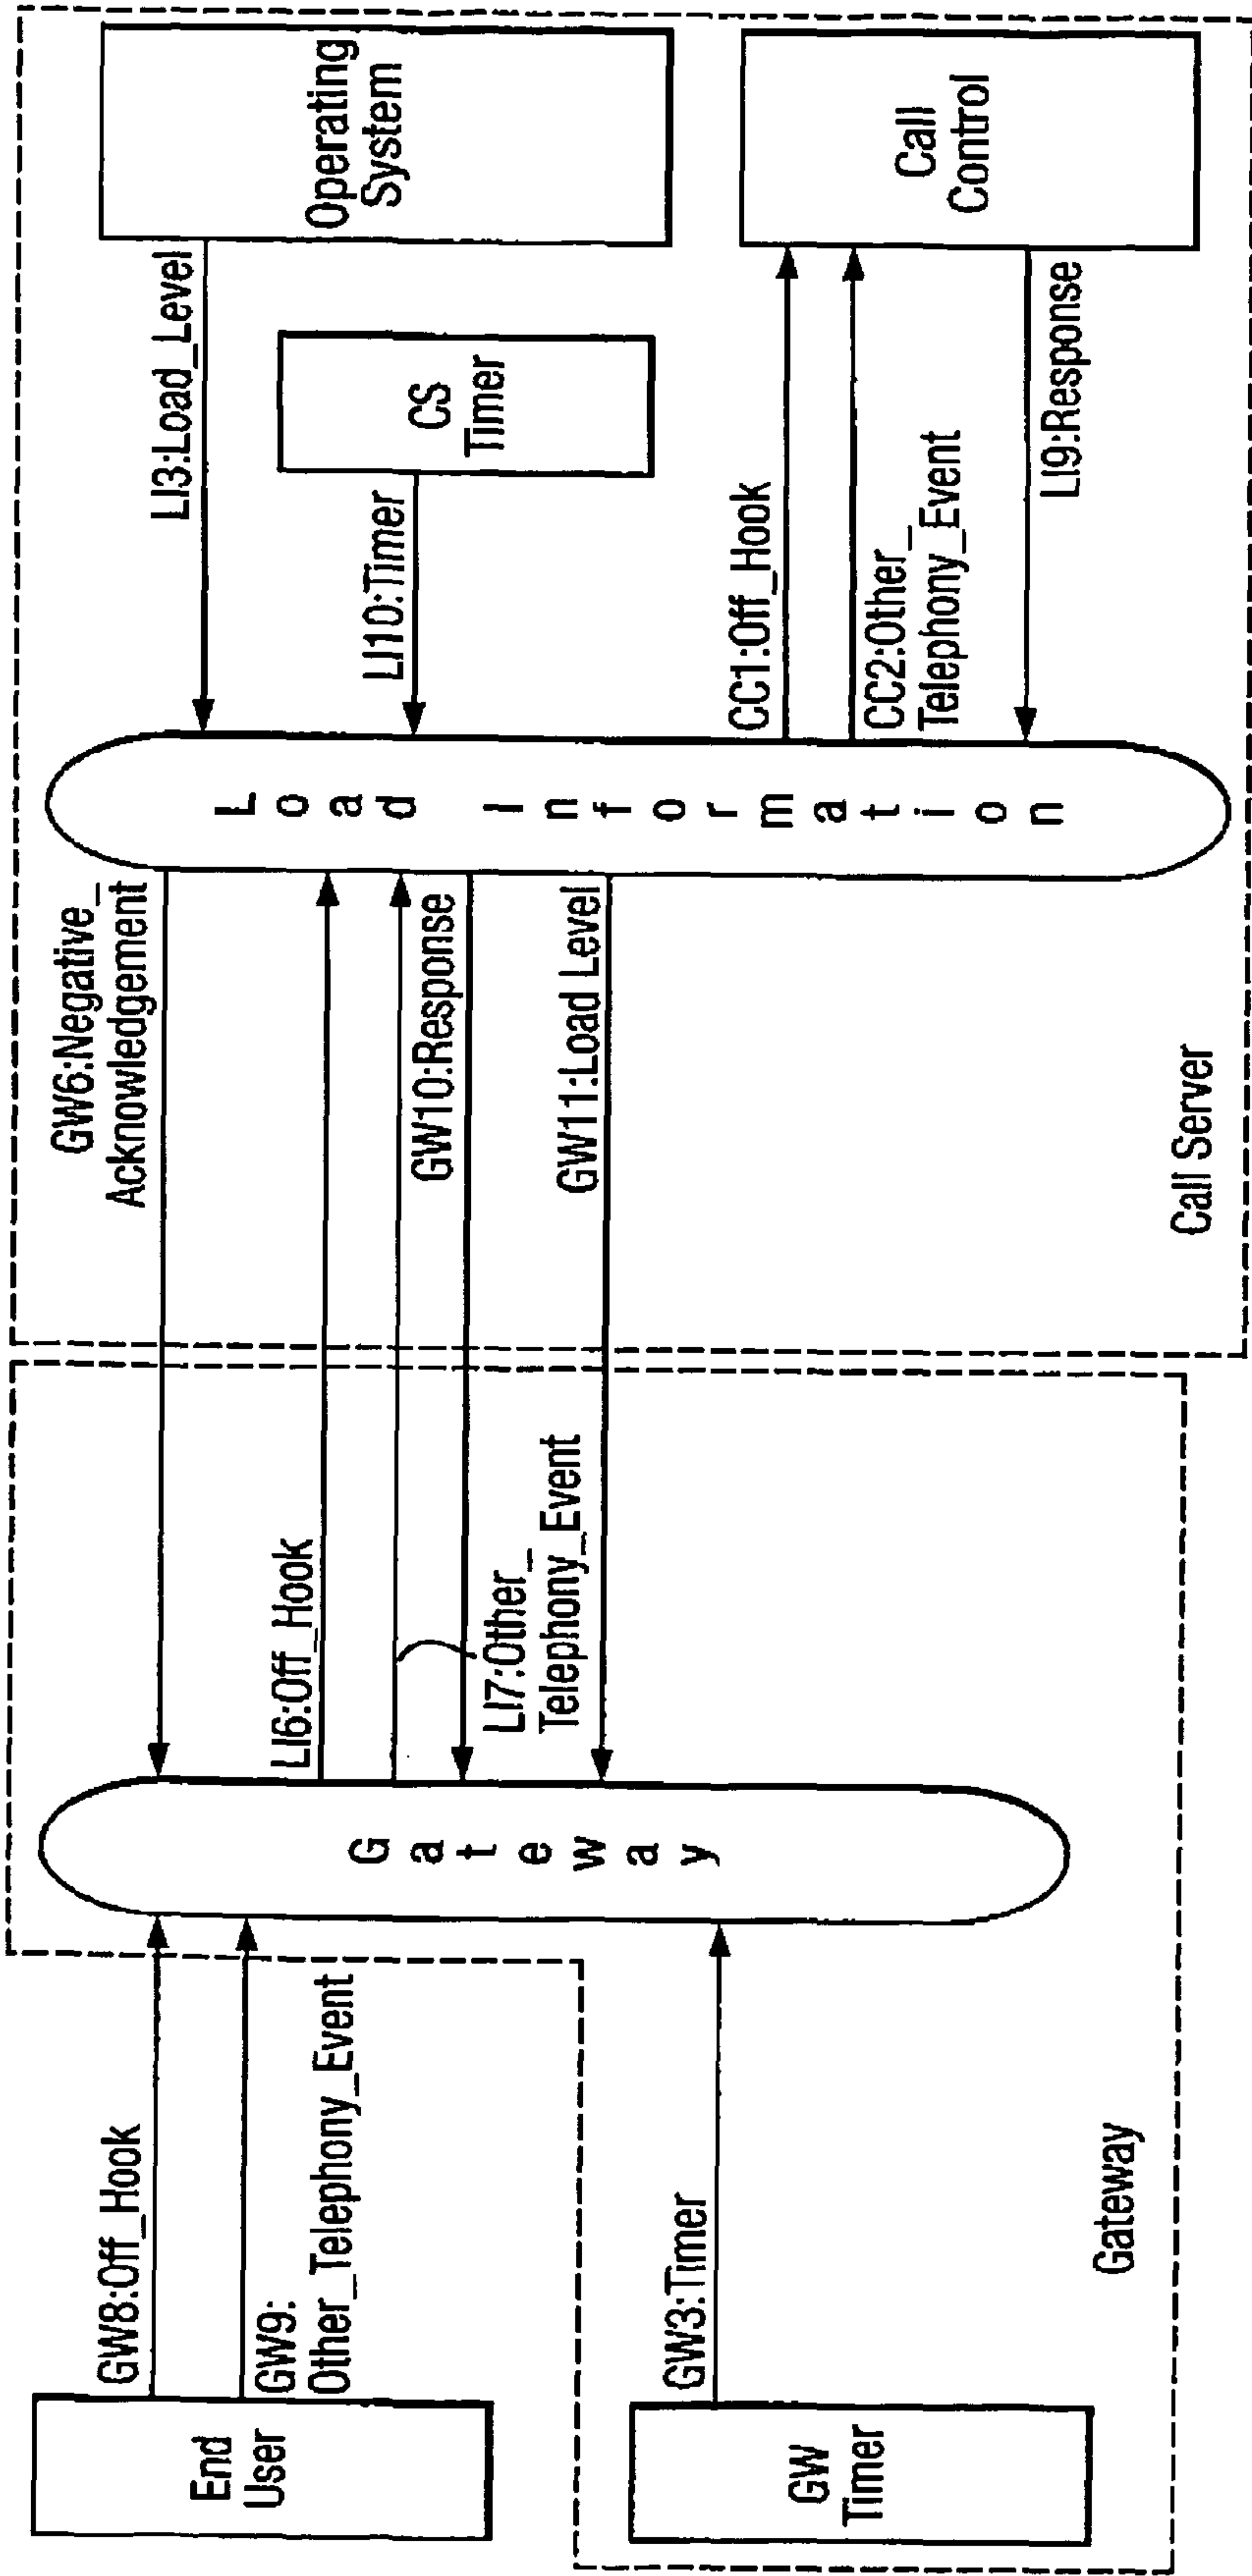 End
User
GW8:Off_Hook
GW9:
Other_Telephony_Event
GW
Timer
GW3:Timer
Gateway
Gateway
GW6:Negative_
Acknowledgement
LI6:Off_Hook
LI7:Other_
Telephony_Event
GW10:Response
GW11:Load Level
Call Server
Load Information
LI3:Load_Level
Operating
System
LI10:Timer
CS
Timer
CC1:Off_Hook
CC2:Other_
Telephony_Event
LI9:Response
Call
Control